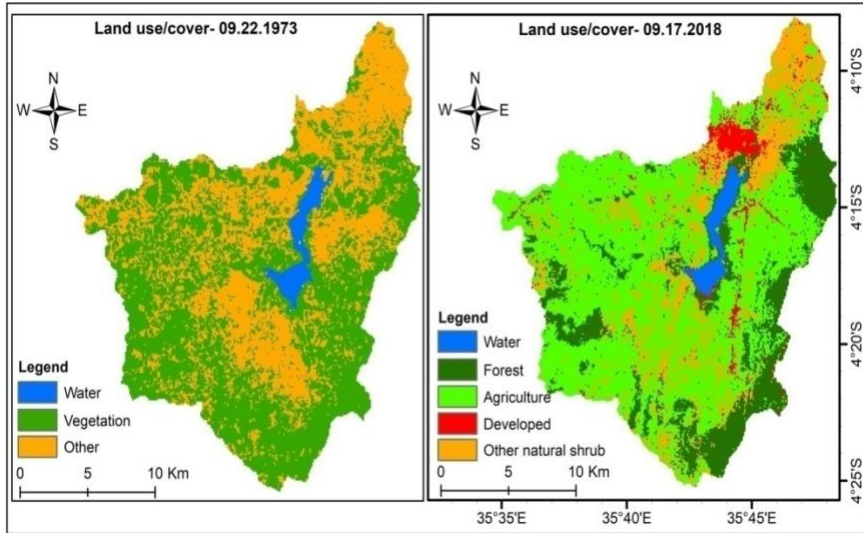 Land use/cover- 09.22.1973
N
W E
S
Legend
Water
Vegetation
Other
0 5 10 Km
Land use/cover- 09.17.2018
N
W E
S
Legend
Water
Forest
Agriculture
Developed
Other natural shrub
0 5 10 Km
4°10'S
4°15'S
4°20'S
4°25'S
35°35'E 35°40'E 35°45'E